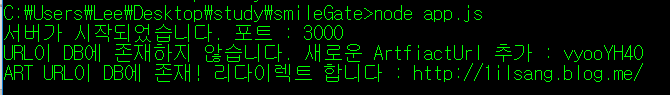 C:\Users\Lee\Desktop\study\smileGate>node app.js
서버가 시작되었습니다. 포트 : 3000
URL이 DB에 존재하지 않습니다. 새로운 ArtfiactUrl 추가 : vyooYH40
ART URL이 DB에 존재! 리다이렉트 합니다 : http://1ilsang.blog.me/